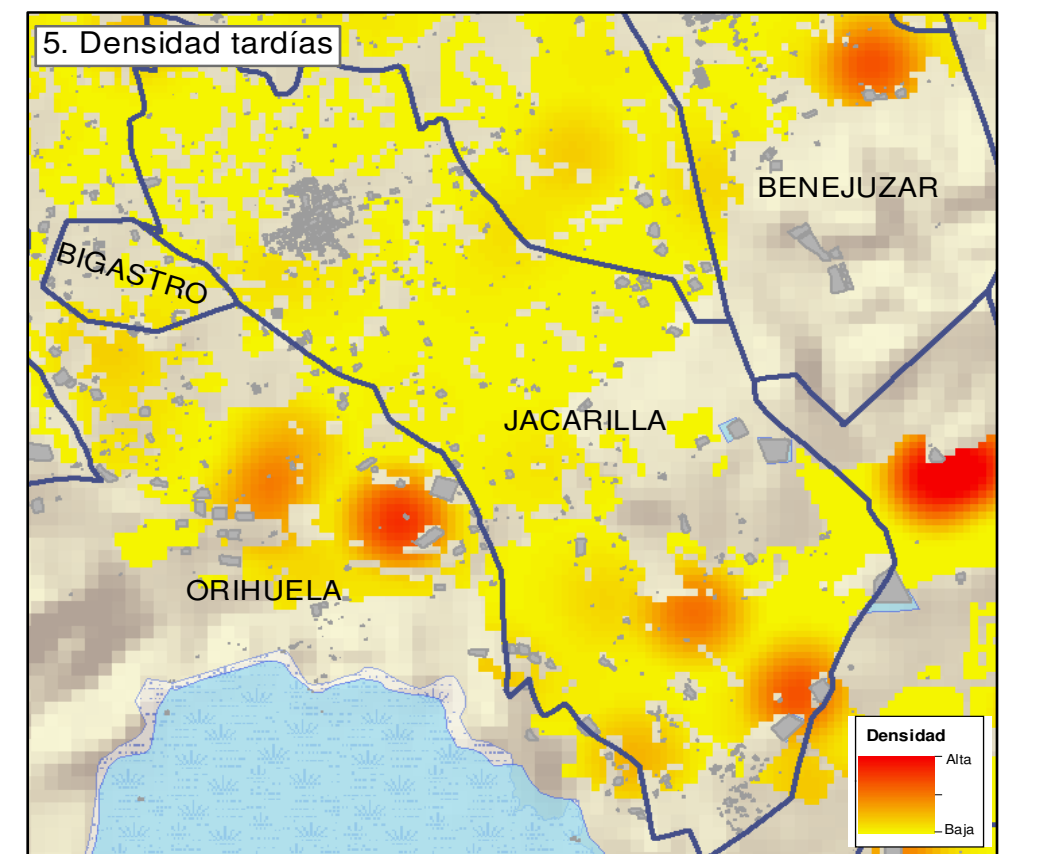 5. Densidad tardías
BENEJUZAR
BIGASTRO
JACARILLA
ORIHUELA
Densidad
Alta
Baja